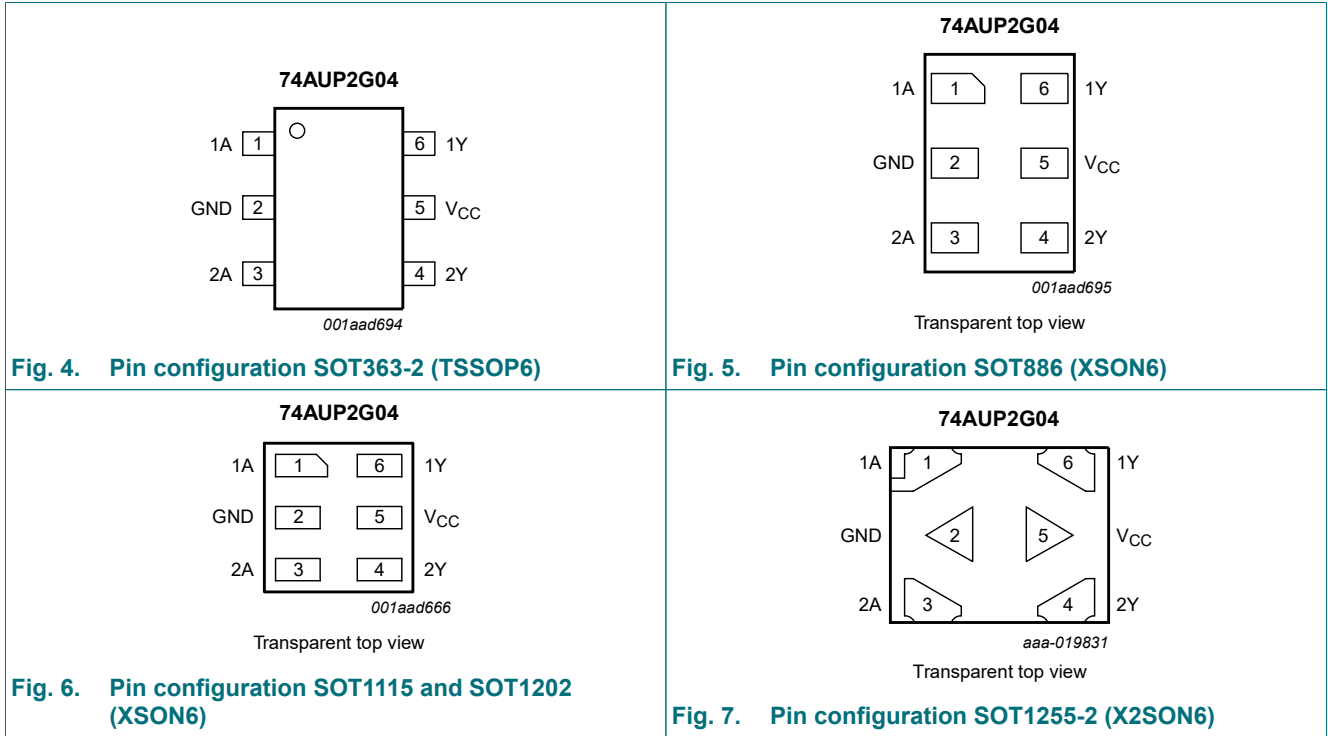 74AUP2G04
1A 1 6 1Y
GND 2 5 VCC
2A 3 4 2Y
001aad694
Fig. 4. Pin configuration SOT363-2 (TSSOP6)
74AUP2G04
1A 1 6 1Y
GND 2 5 VCC
2A 3 4 2Y
001aad695
Transparent top view
Fig. 5. Pin configuration SOT886 (XSON6)
74AUP2G04
1A 1 6 1Y
GND 2 5 VCC
2A 3 4 2Y
001aad666
Transparent top view
Fig. 6. Pin configuration SOT1115 and SOT1202
(XSON6)
74AUP2G04
1A 1 6 1Y
GND 2 5 VCC
2A 3 4 2Y
aaa-019831
Transparent top view
Fig. 7. Pin configuration SOT1255-2 (X2SON6)